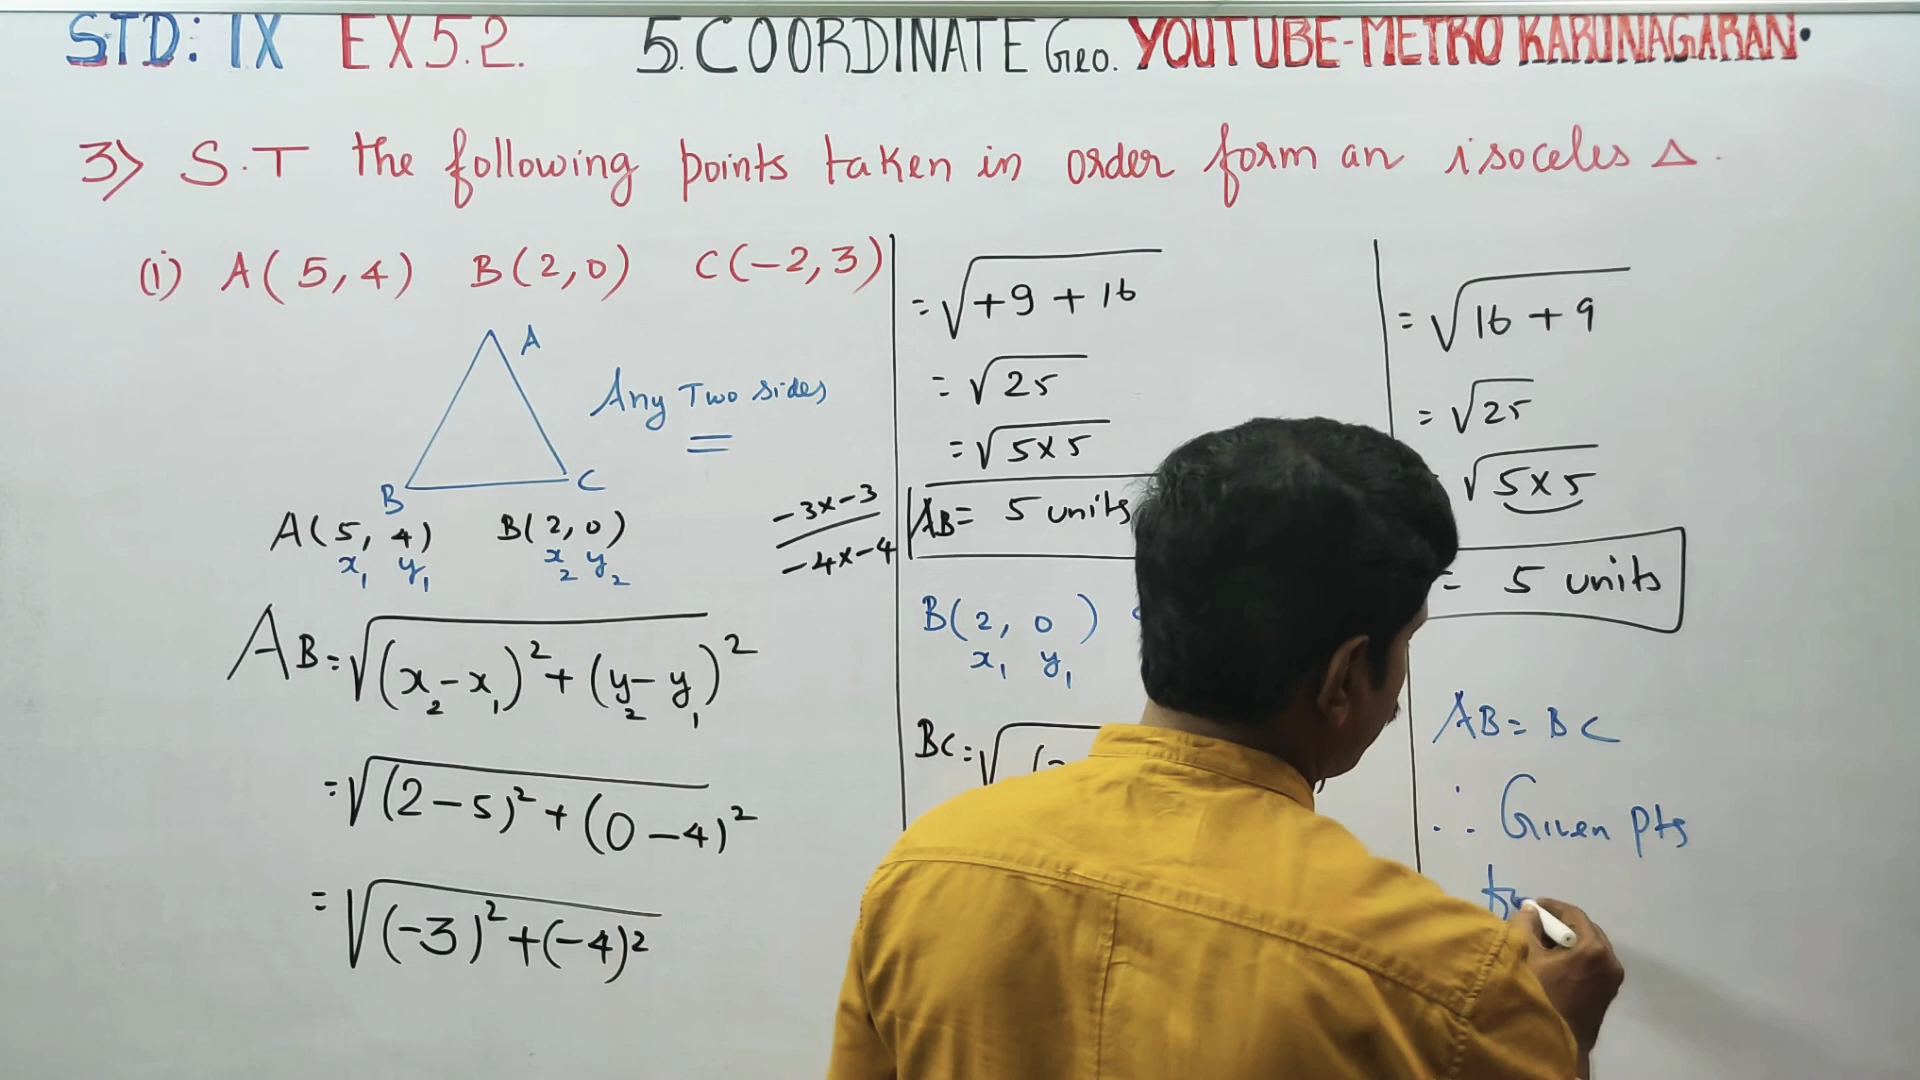 STD: IX EX 5.2. 5. COORDINATE Geo. YOUTUBE-METRO KARUNAGARAN.
3) S.T the following points taken in order form an isoceles Δ.
(i) A(5,4) B(2,0) C(-2,3)
A
B
C
Any Two sides
=
A(5, 4) B(2, 0)
x₁ y₁ x₂ y₂
AB = √(x₂ - x₁)² + (y₂ - y₁)²
= √(2-5)² + (0-4)²
= √(-3)² + (-4)²
-3x-3
-4x-4
= √+9 + 16
= √25
= √5x5
AB = 5 units
B(2, 0)
x₁ y₁
BC = √
= √16 + 9
= √25
√5x5
= 5 units
AB = BC
∴ Given pts